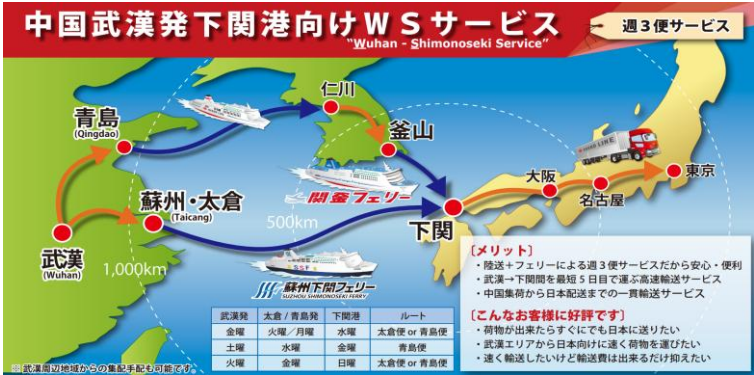 中国武漢発下関港向けＷＳサービス
"Wuhan - Shimonoseki Service"
週３便サービス
仁川
青島
(Qingdao)
釜山
関釜フェリー
大阪
名古屋
東京
蘇州・太倉
(Taicang)
500km
下関
武漢
(Wuhan)
1,000km
SSF
蘇州下関フェリー
SUZHOU SHIMONOSEKI FERRY
〔メリット〕
・陸送＋フェリーによる週３便サービスだから安心・便利
・武漢→下関間を最短５日目で運ぶ高速輸送サービス
・中国集荷から日本配送までの一貫輸送サービス
〔こんなお客様に好評です〕
・荷物が出来たらすぐにでも日本に送りたい
・武漢エリアから日本向けに速く荷物を運びたい
・速く輸送したいけど輸送費は出来るだけ抑えたい
武漢発 太倉 / 青島発 下関港 ルート
金曜 火曜／月曜 水曜 太倉便 or 青島便
土曜 水曜 金曜 青島便
火曜 金曜 日曜 太倉便 or 青島便
※ 武漢周辺地域からの集配手配も可能です。